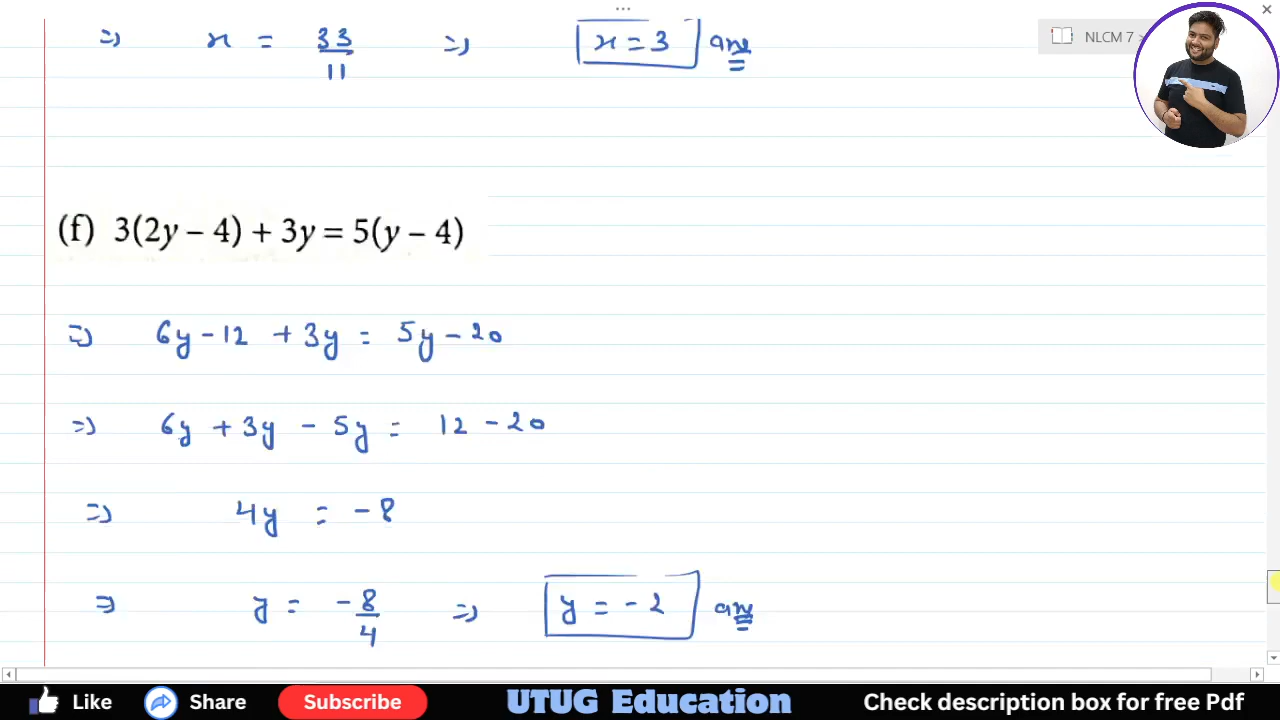 ⇒ x = 33/11 ⇒ x = 3 ans
NLCM 7 >
(f) 3(2y – 4) + 3y = 5(y – 4)
⇒ 6y - 12 + 3y = 5y - 20
⇒ 6y + 3y - 5y = 12 - 20
⇒ 4y = -8
⇒ y = -8/4 ⇒ y = -2 ans
Like Share Subscribe UTUG Education Check description box for free Pdf